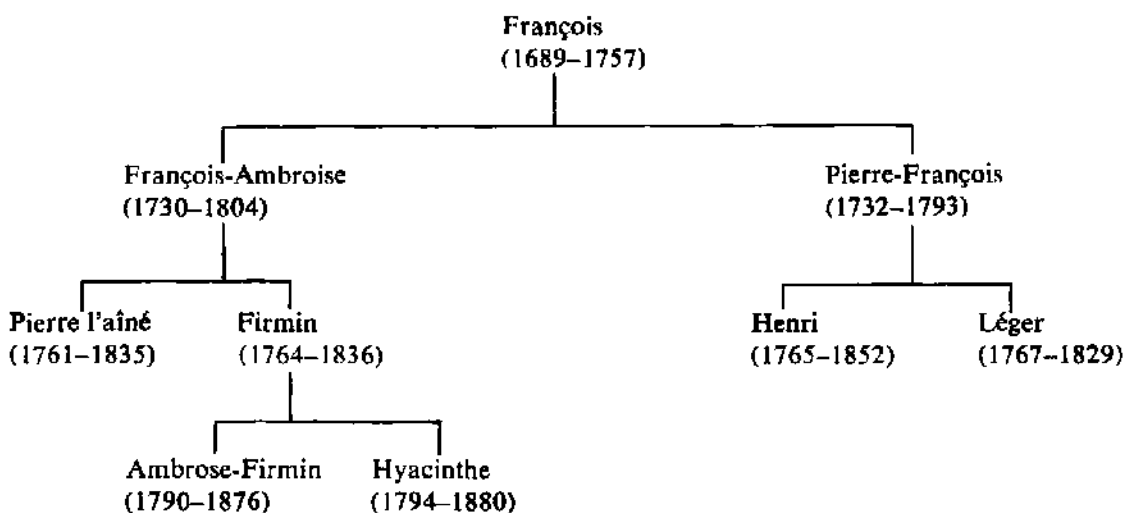 François
(1689–1757)
François-Ambroise
(1730–1804)
Pierre-François
(1732–1793)
Pierre l'aîné
(1761–1835)
Firmin
(1764–1836)
Henri
(1765–1852)
Léger
(1767–1829)
Ambrose-Firmin
(1790–1876)
Hyacinthe
(1794–1880)